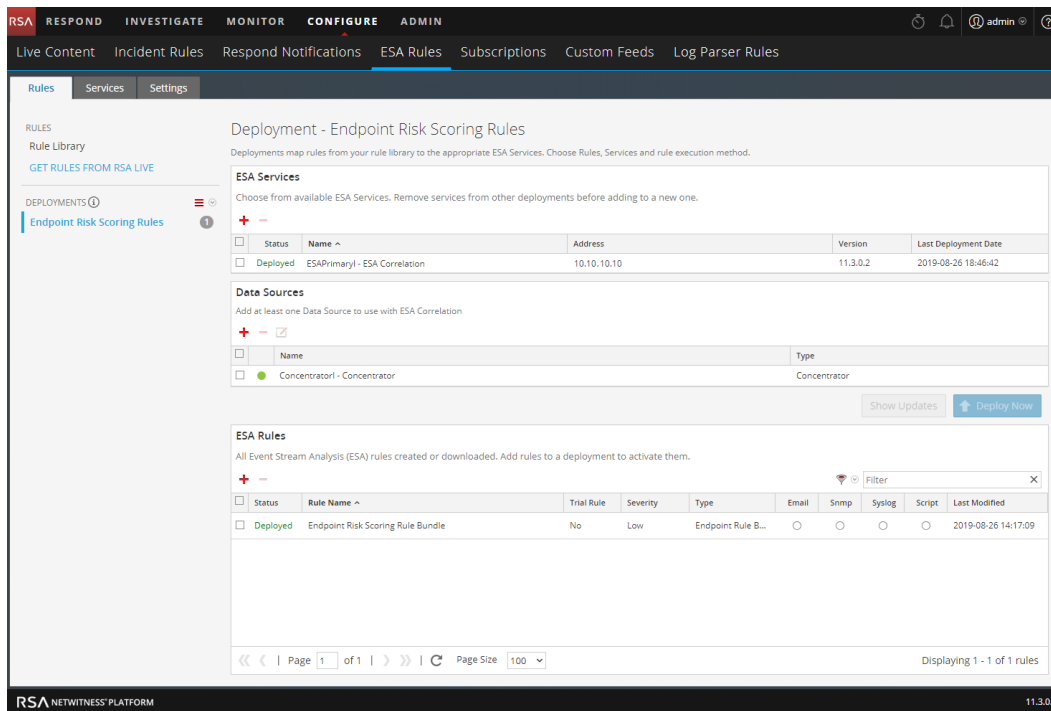 RSA RESPOND INVESTIGATE MONITOR CONFIGURE ADMIN admin
Live Content Incident Rules Respond Notifications ESA Rules Subscriptions Custom Feeds Log Parser Rules
Rules Services Settings
RULES
Rule Library
GET RULES FROM RSA LIVE
DEPLOYMENTS
Endpoint Risk Scoring Rules 1
Deployment - Endpoint Risk Scoring Rules
Deployments map rules from your rule library to the appropriate ESA Services. Choose Rules, Services and rule execution method.
ESA Services
Choose from available ESA Services. Remove services from other deployments before adding to a new one.
Status Name Address Version Last Deployment Date
Deployed ESAPrimaryl - ESA Correlation 10.10.10.10 11.3.0.2 2019-08-26 18:46:42
Data Sources
Add at least one Data Source to use with ESA Correlation
Name Type
Concentratorl - Concentrator Concentrator
Show Updates Deploy Now
ESA Rules
All Event Stream Analysis (ESA) rules created or downloaded. Add rules to a deployment to activate them.
Filter
Status Rule Name Trial Rule Severity Type Email Snmp Syslog Script Last Modified
Deployed Endpoint Risk Scoring Rule Bundle No Low Endpoint Rule B... 2019-08-26 14:17:09
Page 1 of 1 Page Size 100 Displaying 1 - 1 of 1 rules
RSA NETWITNESS® PLATFORM 11.3.0.